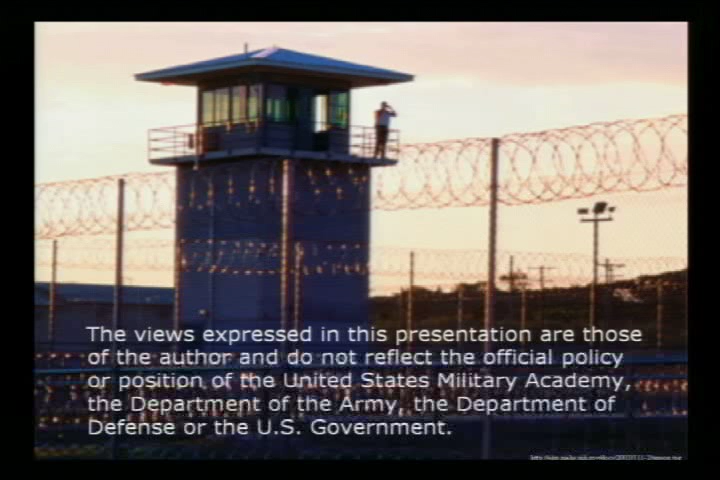 The views expressed in this presentation are those
of the author and do not reflect the official policy
or position of the United States Military Academy,
the Department of the Army, the Department of
Defense or the U.S. Government.